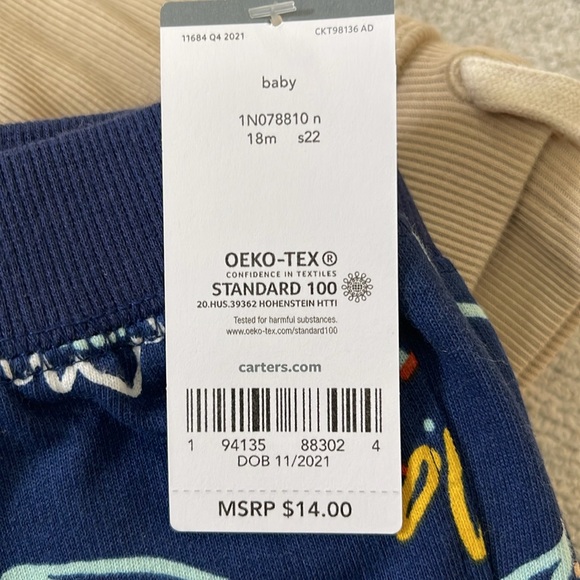 11684 Q4 2021 CKT98136 AD
baby
1N078810 n
18m s22
OEKO-TEX®
CONFIDENCE IN TEXTILES
STANDARD 100
20.HUS.39362 HOHENSTEIN HTTI
Tested for harmful substances.
www.oeko-tex.com/standard100
carters.com
1 94135 88302 4
DOB 11/2021
MSRP $14.00